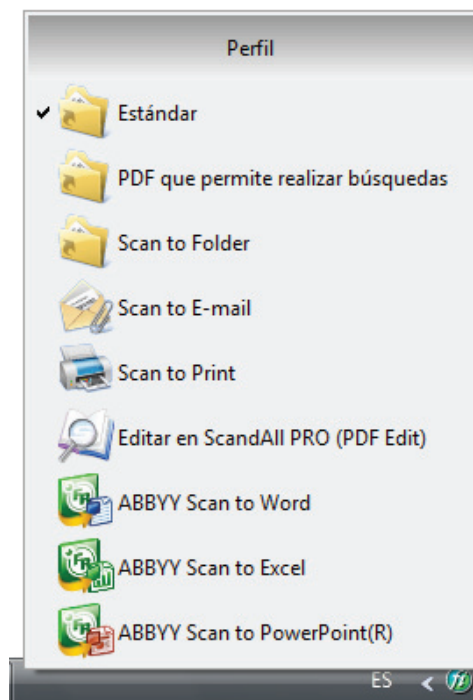 Perfil
Estándar
PDF que permite realizar búsquedas
Scan to Folder
Scan to E-mail
Scan to Print
Editar en ScandAll PRO (PDF Edit)
ABBYY Scan to Word
ABBYY Scan to Excel
ABBYY Scan to PowerPoint(R)
ES